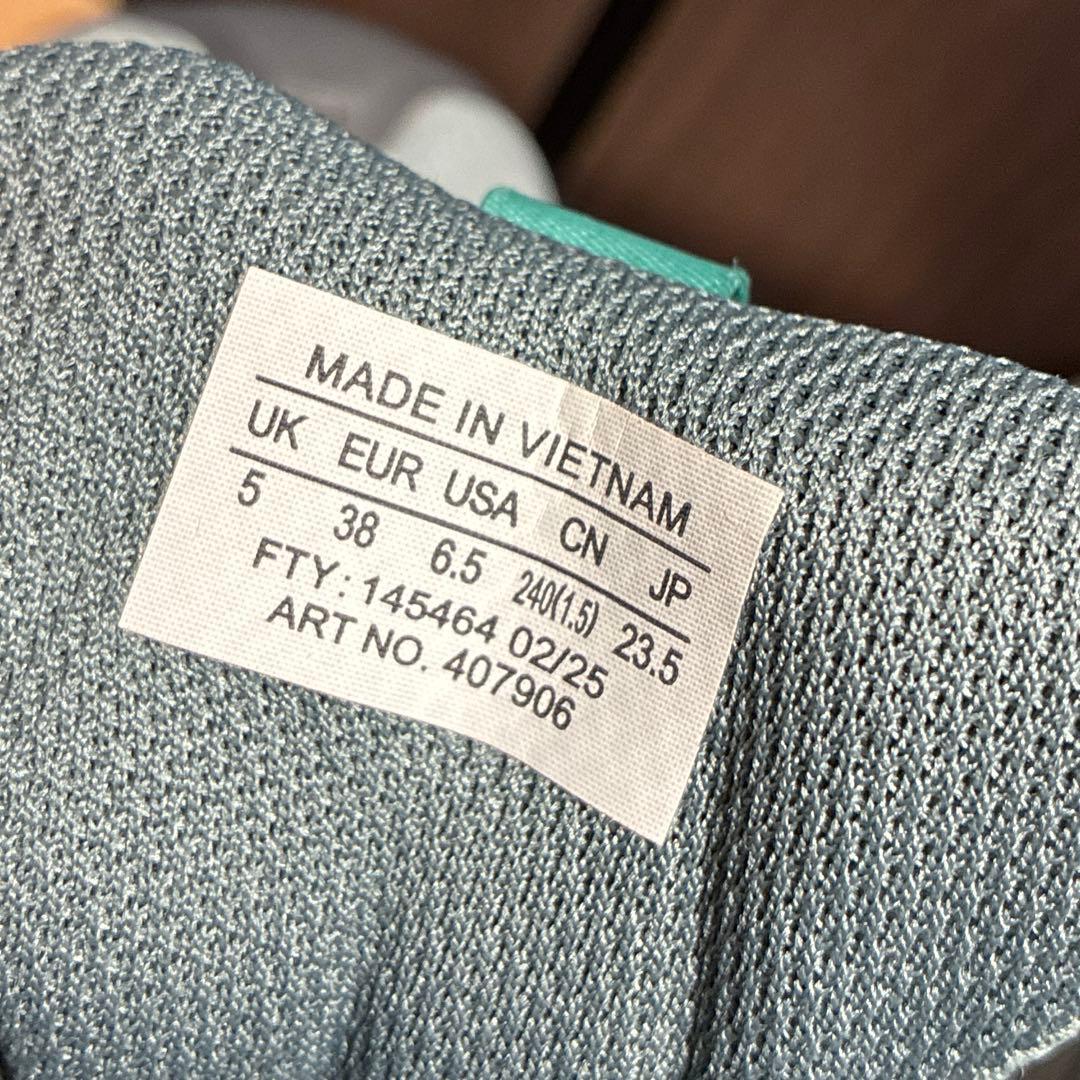 MADE IN VIETNAM
UK EUR USA CN JP
5 38 6.5 240(1.5) 23.5
FTY: 145464 02/25
ART NO. 407906